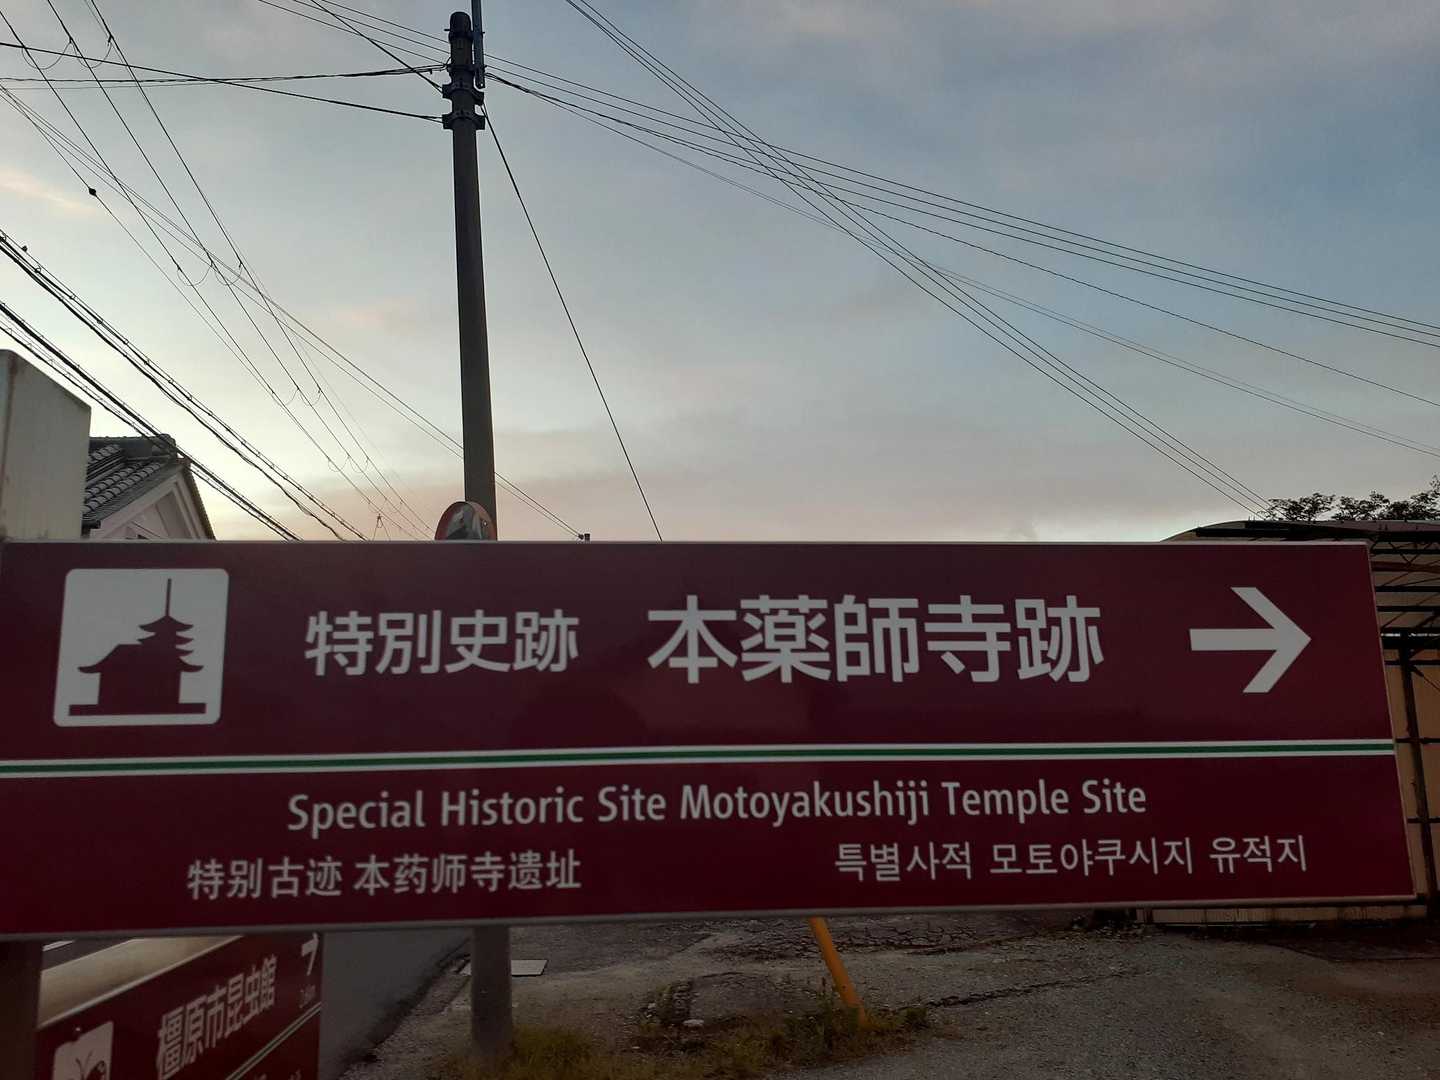 特別史跡 本薬師寺跡
Special Historic Site Motoyakushiji Temple Site
特别古迹 本药师寺遗址
특별사적 모토야쿠시지 유적지
橿原市昆虫館